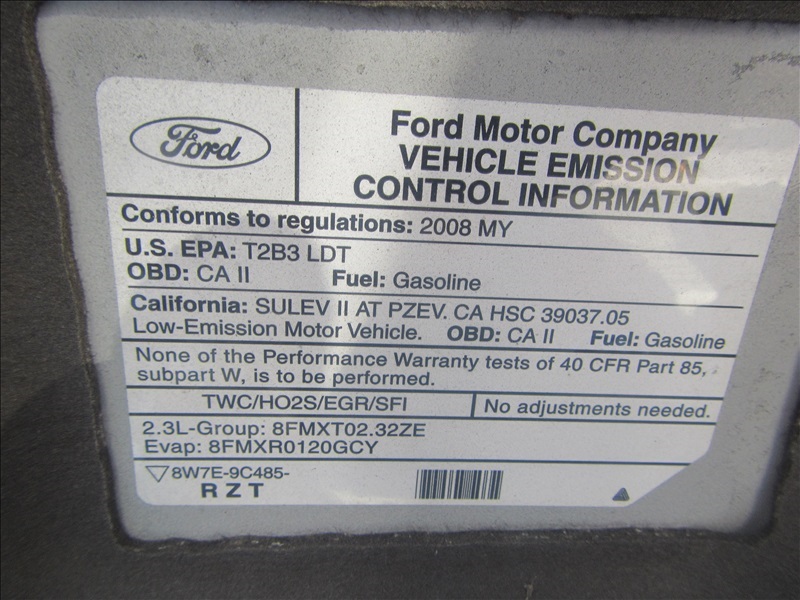 Ford
Ford Motor Company
VEHICLE EMISSION
CONTROL INFORMATION
Conforms to regulations: 2008 MY
U.S. EPA: T2B3 LDT
OBD: CA II Fuel: Gasoline
California: SULEV II AT PZEV. CA HSC 39037.05
Low-Emission Motor Vehicle. OBD: CA II Fuel: Gasoline
None of the Performance Warranty tests of 40 CFR Part 85,
subpart W, is to be performed.
TWC/HO2S/EGR/SFI No adjustments needed.
2.3L-Group: 8FMXT02.32ZE
Evap: 8FMXR0120GCY
8W7E-9C485-
RZT